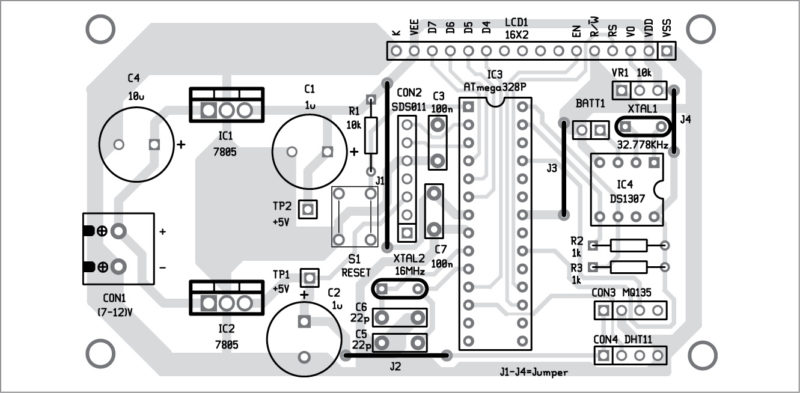 LCD1
16X2
K
VEE
D7
D6
D5
D4
EN
R/W
RS
VO
VDD
VSS
C4
10u
IC1
7805
C1
1u
R1
10k
CON2
SDS011
C3
100n
IC3
ATmega328P
VR1 10k
BATT1
XTAL1
32.778KHz
J4
J1
J3
IC4
DS1307
TP2
+5V
S1
RESET
C7
100n
XTAL2
16MHz
R2
1k
R3
1k
+
−
CON1
(7-12)V
TP1
+5V
IC2
7805
C2
1u
C6
22p
C5
22p
J2
CON3 MQ135
CON4 DHT11
J1-J4=Jumper